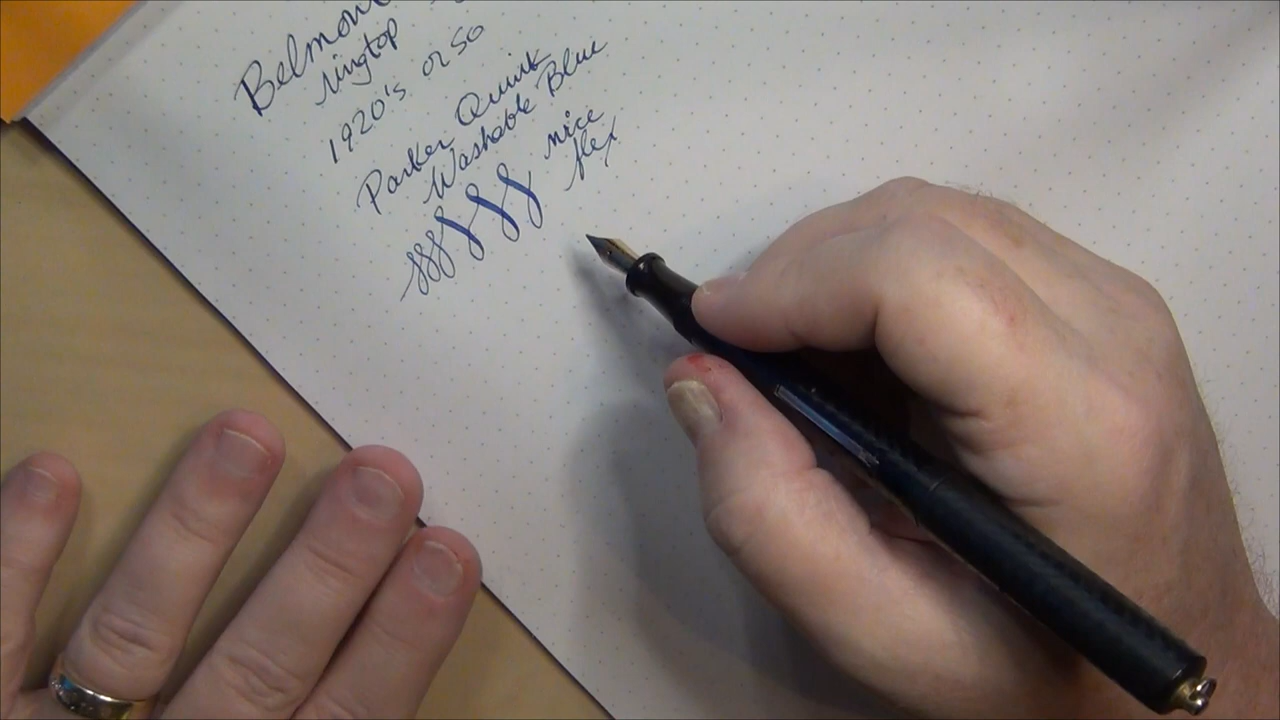 Belmont
ringtop
1920's or so
Parker Quink
Washable Blue
nice
flex